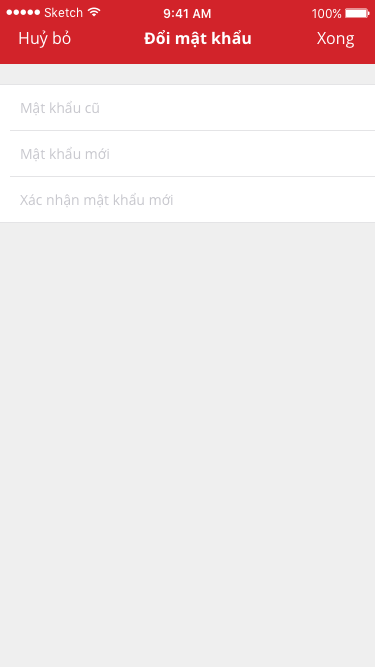 Sketch 9:41 AM 100%
Huỷ bỏ Đổi mật khẩu Xong
Mật khẩu cũ
Mật khẩu mới
Xác nhận mật khẩu mới